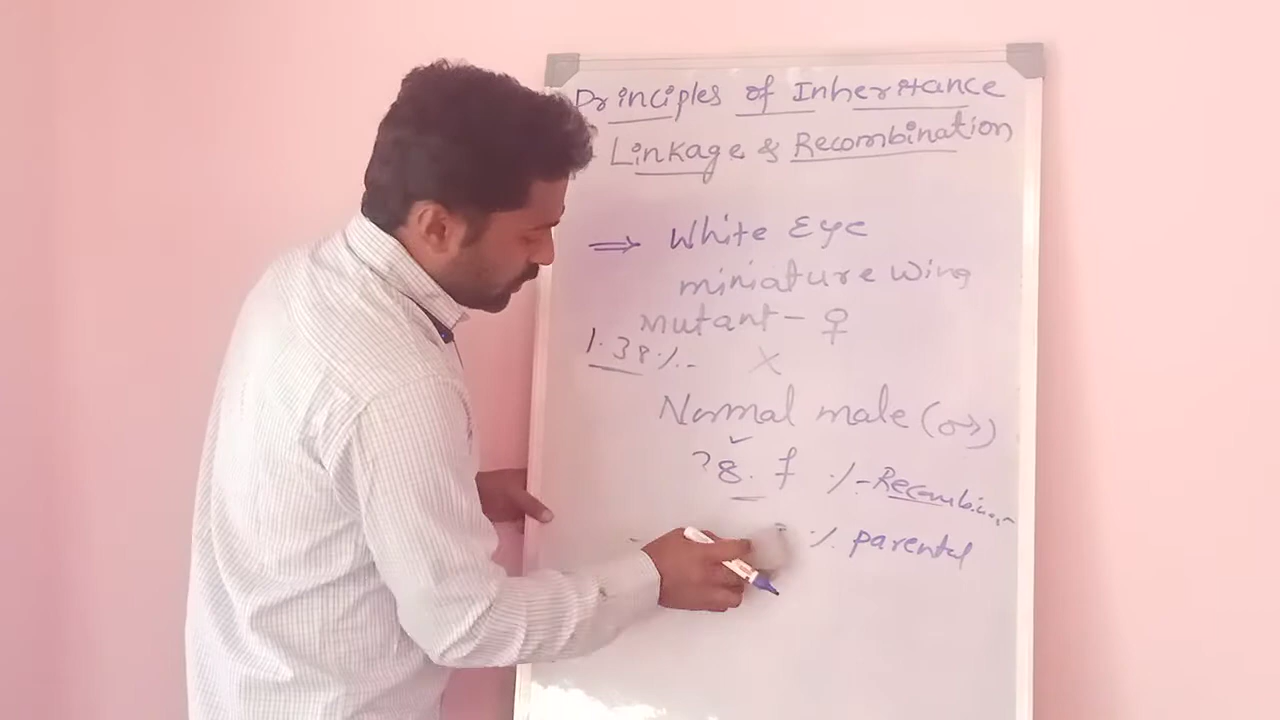 Principles of Inheritance
Linkage & Recombination
⇒ White Eye
miniature wing
Mutant - ♀
1.38 %. -
X
Normal male (♂)
%
% parental